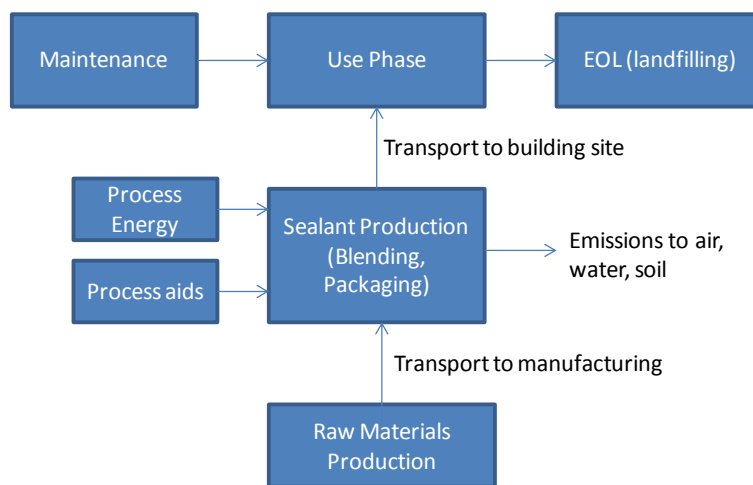 Maintenance
Use Phase
EOL (landfilling)
Transport to building site
Process
Energy
Sealant Production
(Blending,
Packaging)
Emissions to air,
water, soil
Process aids
Transport to manufacturing
Raw Materials
Production